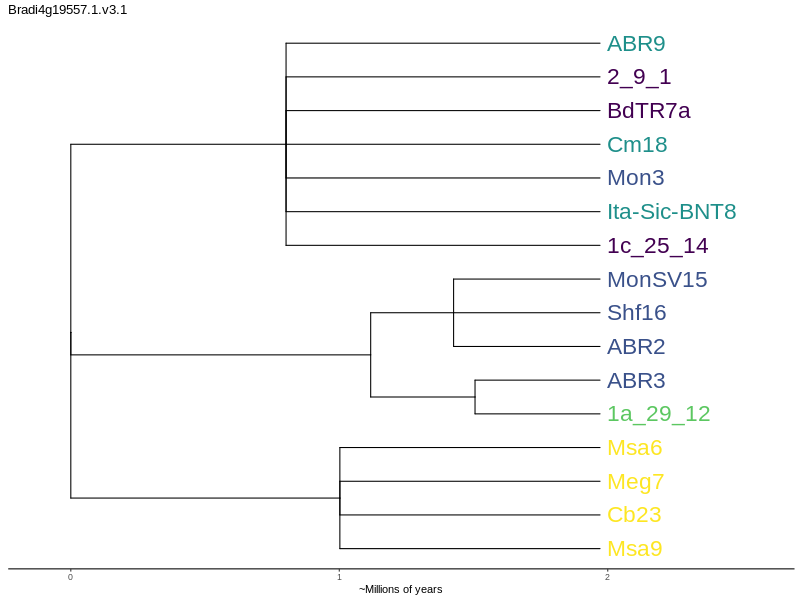 Bradi4g19557.1.v3.1
ABR9
2_9_1
BdTR7a
Cm18
Mon3
Ita-Sic-BNT8
1c_25_14
MonSV15
Shf16
ABR2
ABR3
1a_29_12
Msa6
Meg7
Cb23
Msa9
0 1 2
~Millions of years